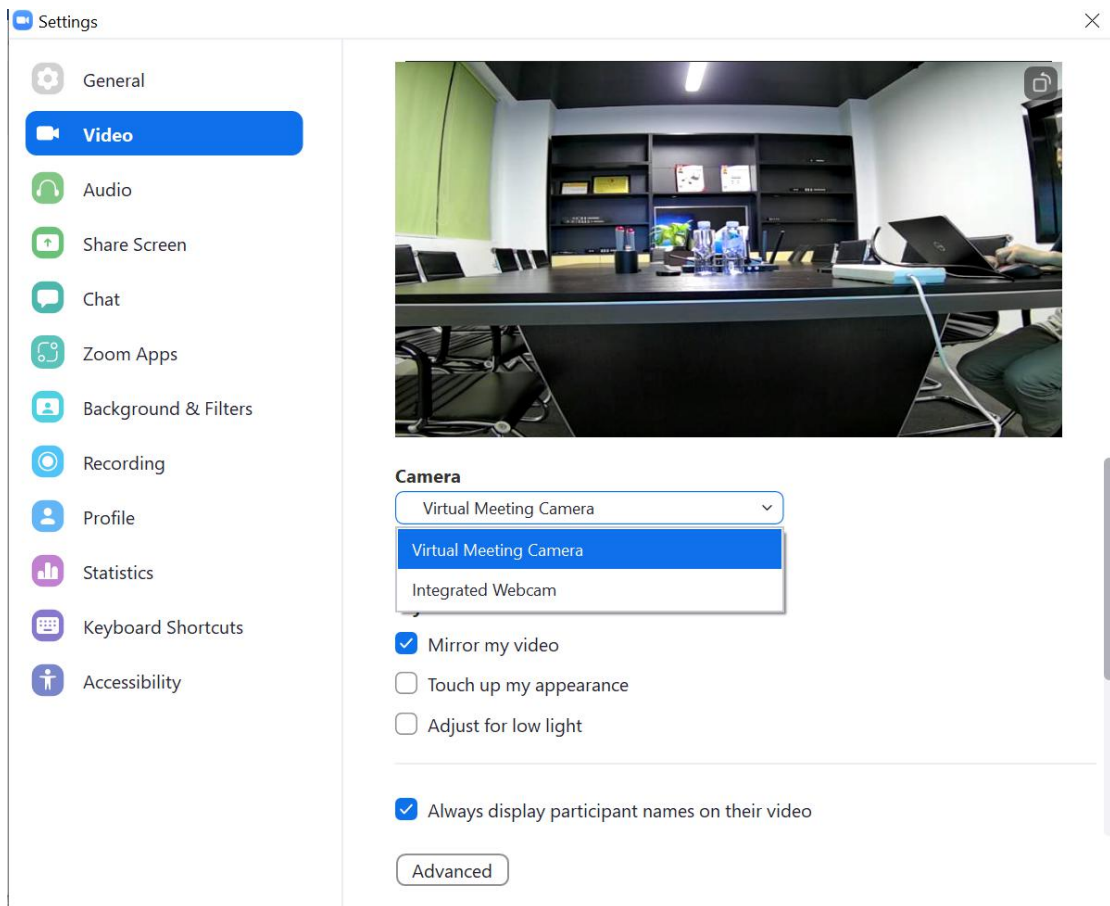 Settings
General
Video
Audio
Share Screen
Chat
Zoom Apps
Background & Filters
Recording
Profile
Statistics
Keyboard Shortcuts
Accessibility
Camera
Virtual Meeting Camera
Virtual Meeting Camera
Integrated Webcam
Mirror my video
Touch up my appearance
Adjust for low light
Always display participant names on their video
Advanced